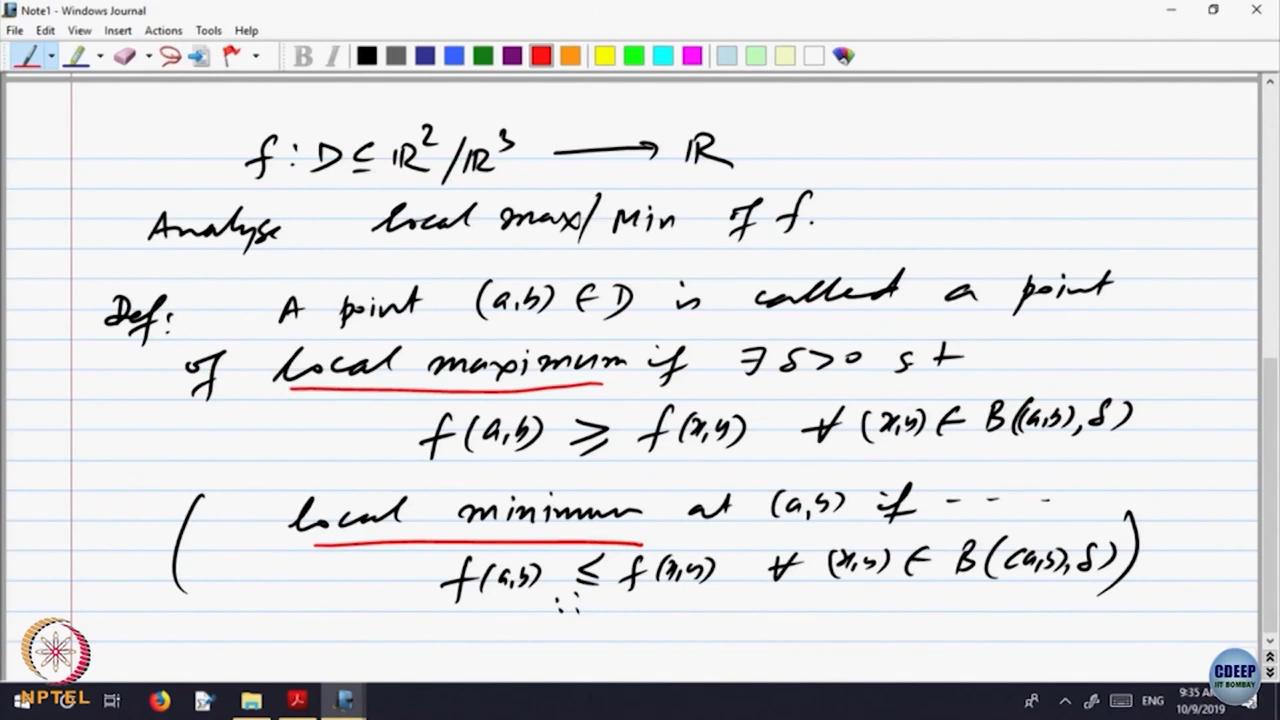 Note1 - Windows Journal
File Edit View Insert Actions Tools Help
B I
f : D ⊆ ℝ² / ℝ³ ⟶ ℝ
Analyse local max/Min of f.
Def: A point (a,b) ∈ D is called a point
of local maximum if ∃ δ>0 s t
f(a,b) ≥ f(x,y) ∀ (x,y) ∈ B((a,b), δ)
( local minimum at (a,b) if - - -
f(a,b) ≤ f(x,y) ∀ (x,y) ∈ B((a,b), δ) )
NPTEL
CDEEP
IIT BOMBAY
ENG
9:35 A
10/9/2019